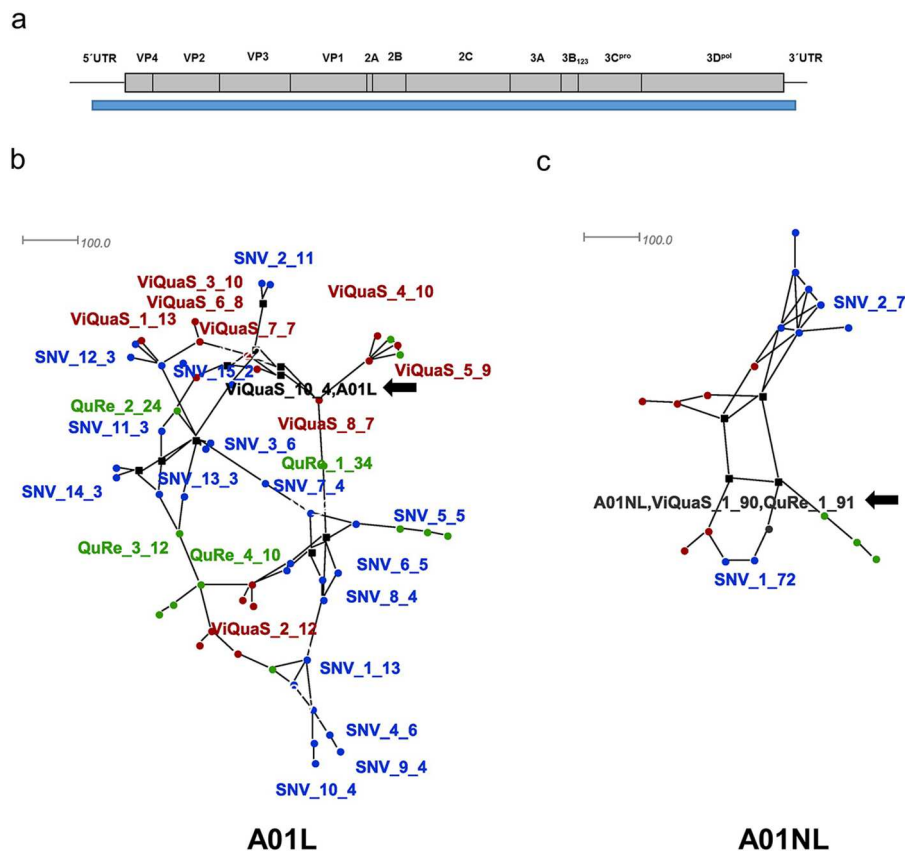 a
5´UTR VP4 VP2 VP3 VP1 2A 2B 2C 3A 3B123 3Cpro 3Dpol 3´UTR
b
100.0
SNV_2_11
ViQuaS_3_10
ViQuaS_6_8
ViQuaS_4_10
ViQuaS_1_13
ViQuaS_7_7
SNV_12_3
SNV_15_2
ViQuaS_5_9
ViQuaS_10_4,A01L
QuRe_2_24
ViQuaS_8_7
SNV_11_3
SNV_3_6
QuRe_1_34
SNV_14_3
SNV_13_3
SNV_7_4
SNV_5_5
QuRe_3_12
QuRe_4_10
SNV_6_5
SNV_8_4
ViQuaS_2_12
SNV_1_13
SNV_4_6
SNV_9_4
SNV_10_4
A01L
c
100.0
SNV_2_7
A01NL,ViQuaS_1_90,QuRe_1_91
SNV_1_72
A01NL